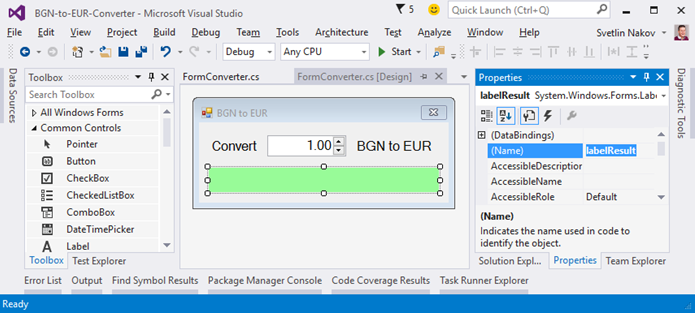 BGN-to-EUR-Converter - Microsoft Visual Studio
5
Quick Launch (Ctrl+Q)
File Edit View Project Build Debug Team Tools Architecture Test Analyze Window Help Svetlin Nakov
Debug Any CPU Start
Data Sources
Toolbox
Search Toolbox
All Windows Forms
Common Controls
Pointer
Button
CheckBox
CheckedListBox
ComboBox
DateTimePicker
Label
Toolbox Test Explorer
FormConverter.cs FormConverter.cs [Design]
BGN to EUR
Convert 1.00 BGN to EUR
Properties
labelResult System.Windows.Forms.Labe
(DataBindings)
(Name) labelResult
AccessibleDescription
AccessibleName
AccessibleRole Default
(Name)
Indicates the name used in code to
identify the object.
Solution Expl... Properties Team Explorer
Diagnostic Tools
Error List Output Find Symbol Results Package Manager Console Code Coverage Results Task Runner Explorer
Ready